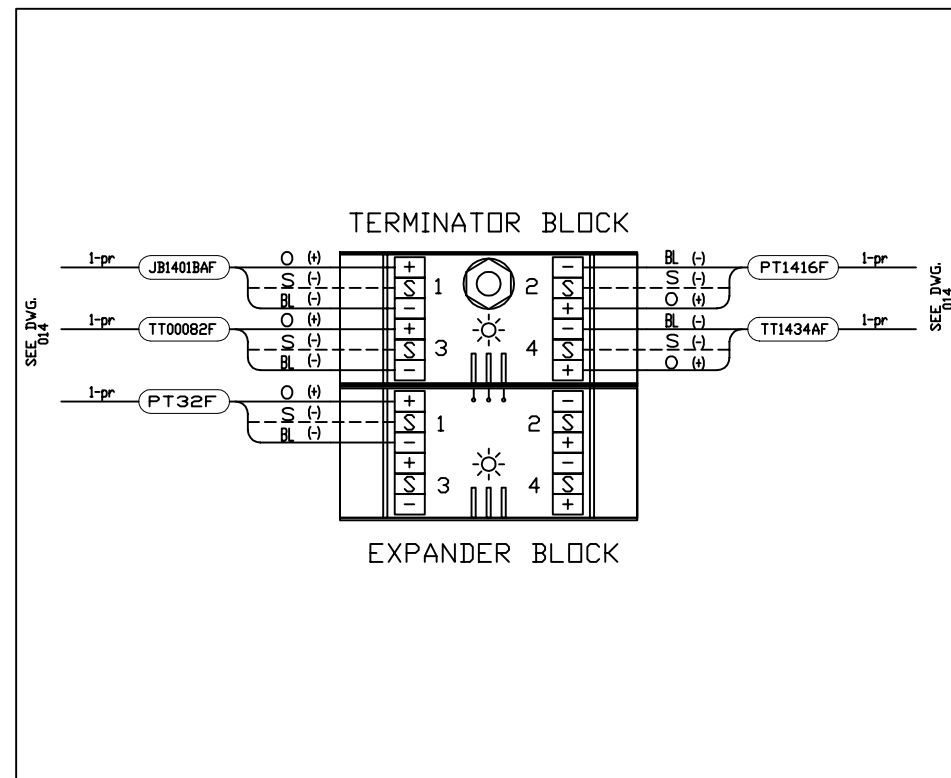 TERMINATOR BLOCK
1-pr JB1401BAF O (+) + - BL (-) PT1416F 1-pr
S (-) S 1 2 S S (-)
BL (-) - + O (+)
SEE DWG. 014
SEE DWG. 014
1-pr TT00082F O (+) + - BL (-) TT1434AF 1-pr
S (-) S 3 4 S S (-)
BL (-) - + O (+)
1-pr PT32F O (+) + -
S (-) S 1 2 S
BL (-) - +
+ -
S 3 4 S
- +
EXPANDER BLOCK